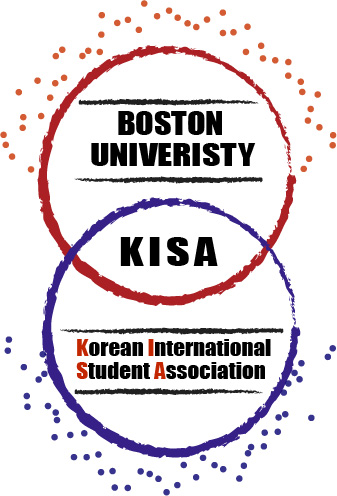 BOSTON
UNIVERISTY
KISA
Korean International
Student Association